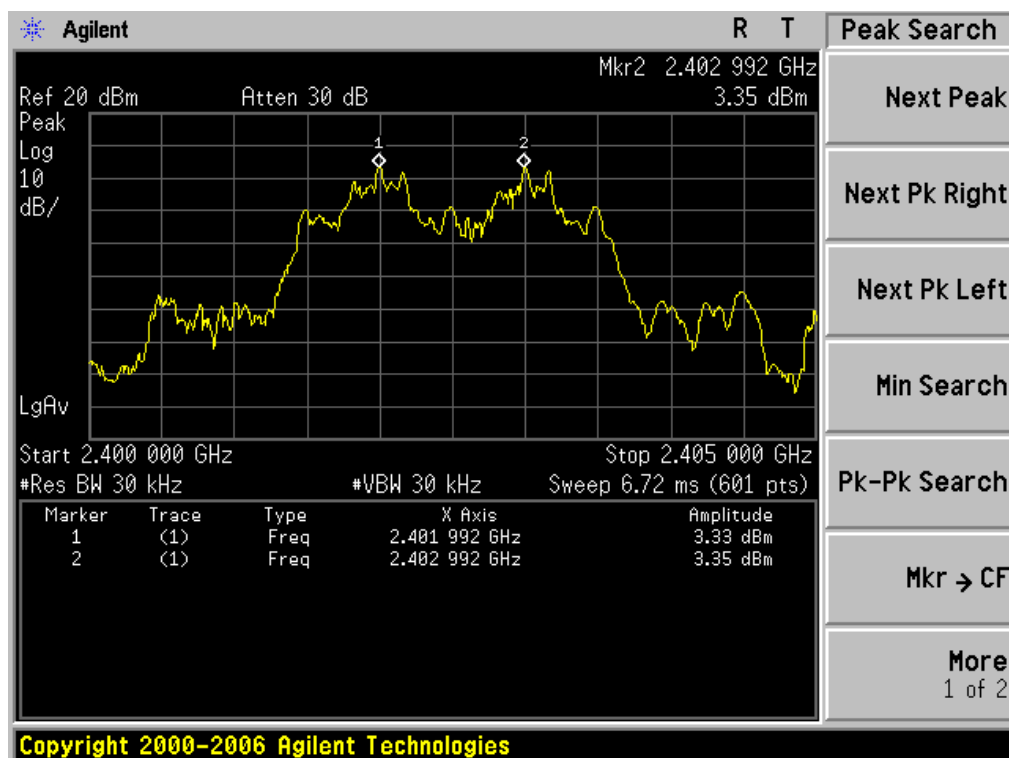 Agilent R T
Peak Search
Mkr2 2.402 992 GHz
Ref 20 dBm Atten 30 dB 3.35 dBm
Peak
Log
10
dB/
1 2
LgAv
Start 2.400 000 GHz Stop 2.405 000 GHz
#Res BW 30 kHz #VBW 30 kHz Sweep 6.72 ms (601 pts)
Marker Trace Type X Axis Amplitude
1 (1) Freq 2.401 992 GHz 3.33 dBm
2 (1) Freq 2.402 992 GHz 3.35 dBm
Next Peak
Next Pk Right
Next Pk Left
Min Search
Pk-Pk Search
Mkr → CF
More
1 of 2
Copyright 2000-2006 Agilent Technologies